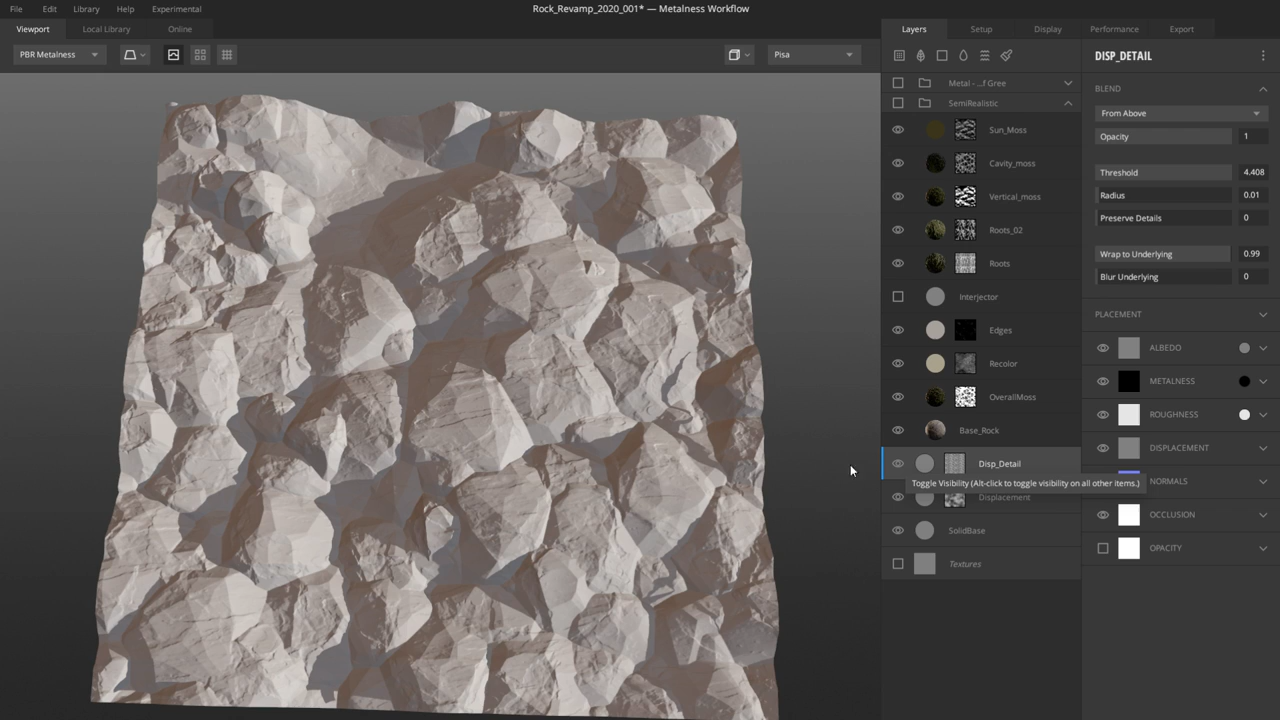 File Edit Library Help Experimental
Rock_Revamp_2020_001* — Metalness Workflow
Viewport Local Library Online
Layers Setup Display Performance Export
PBR Metalness
Pisa
DISP_DETAIL
Metal - ...f Gree
SemiRealistic
Sun_Moss
Cavity_moss
Vertical_moss
Roots_02
Roots
Interjector
Edges
Recolor
OverallMoss
Base_Rock
Disp_Detail
Toggle Visibility (Alt-click to toggle visibility on all other items.)
Displacement
SolidBase
Textures
BLEND
From Above
Opacity 1
Threshold 4.408
Radius 0.01
Preserve Details 0
Wrap to Underlying 0.99
Blur Underlying 0
PLACEMENT
ALBEDO
METALNESS
ROUGHNESS
DISPLACEMENT
NORMALS
OCCLUSION
OPACITY